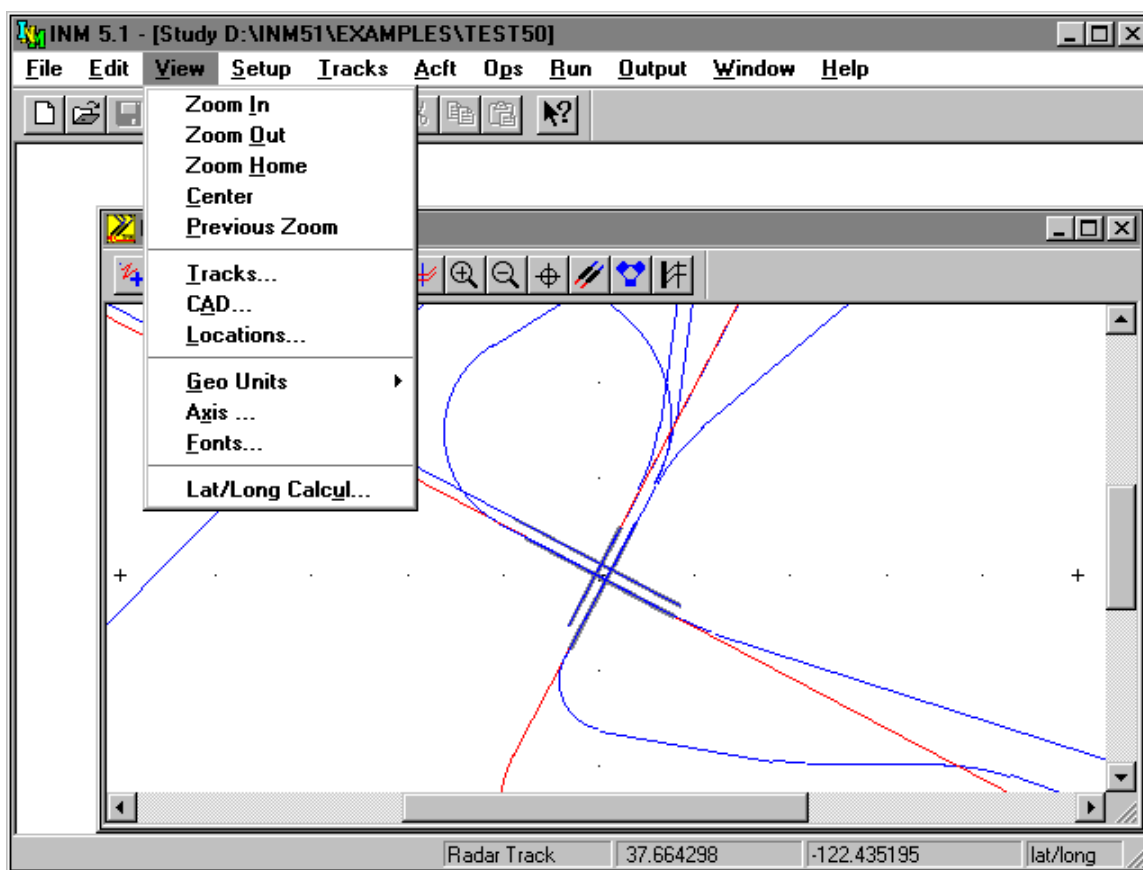 INM 5.1 - [Study D:\INM51\EXAMPLES\TEST50]
File Edit View Setup Tracks Acft Ops Run Output Window Help
Zoom In
Zoom Out
Zoom Home
Center
Previous Zoom
Tracks...
CAD...
Locations...
Geo Units
Axis ...
Fonts...
Lat/Long Calcul...
Radar Track 37.664298 -122.435195 lat/long